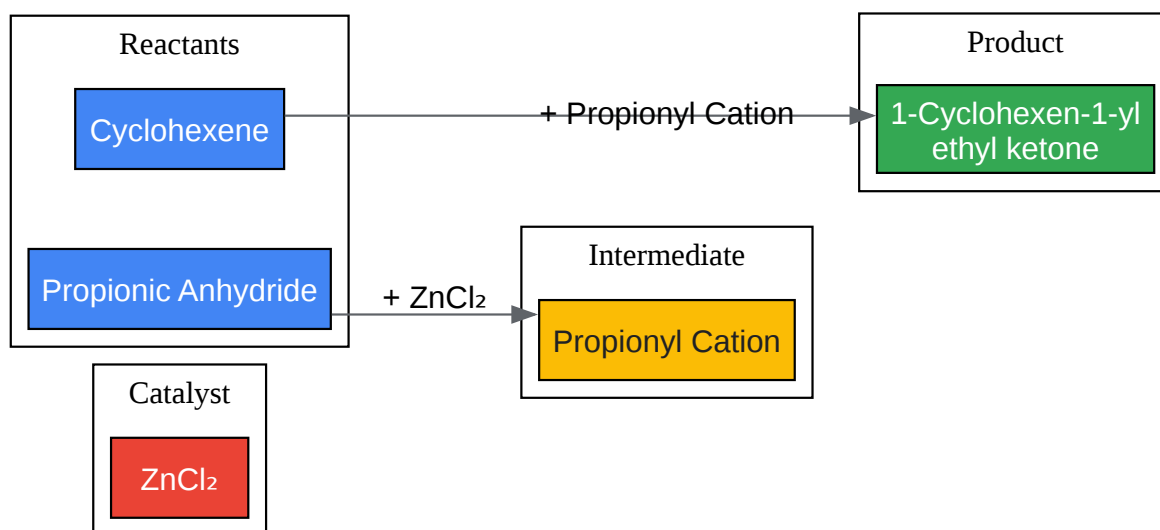 Reactants
Cyclohexene
Propionic Anhydride
+ Propionyl Cation
+ ZnCl₂
Product
1-Cyclohexen-1-yl
ethyl ketone
Intermediate
Propionyl Cation
Catalyst
ZnCl₂